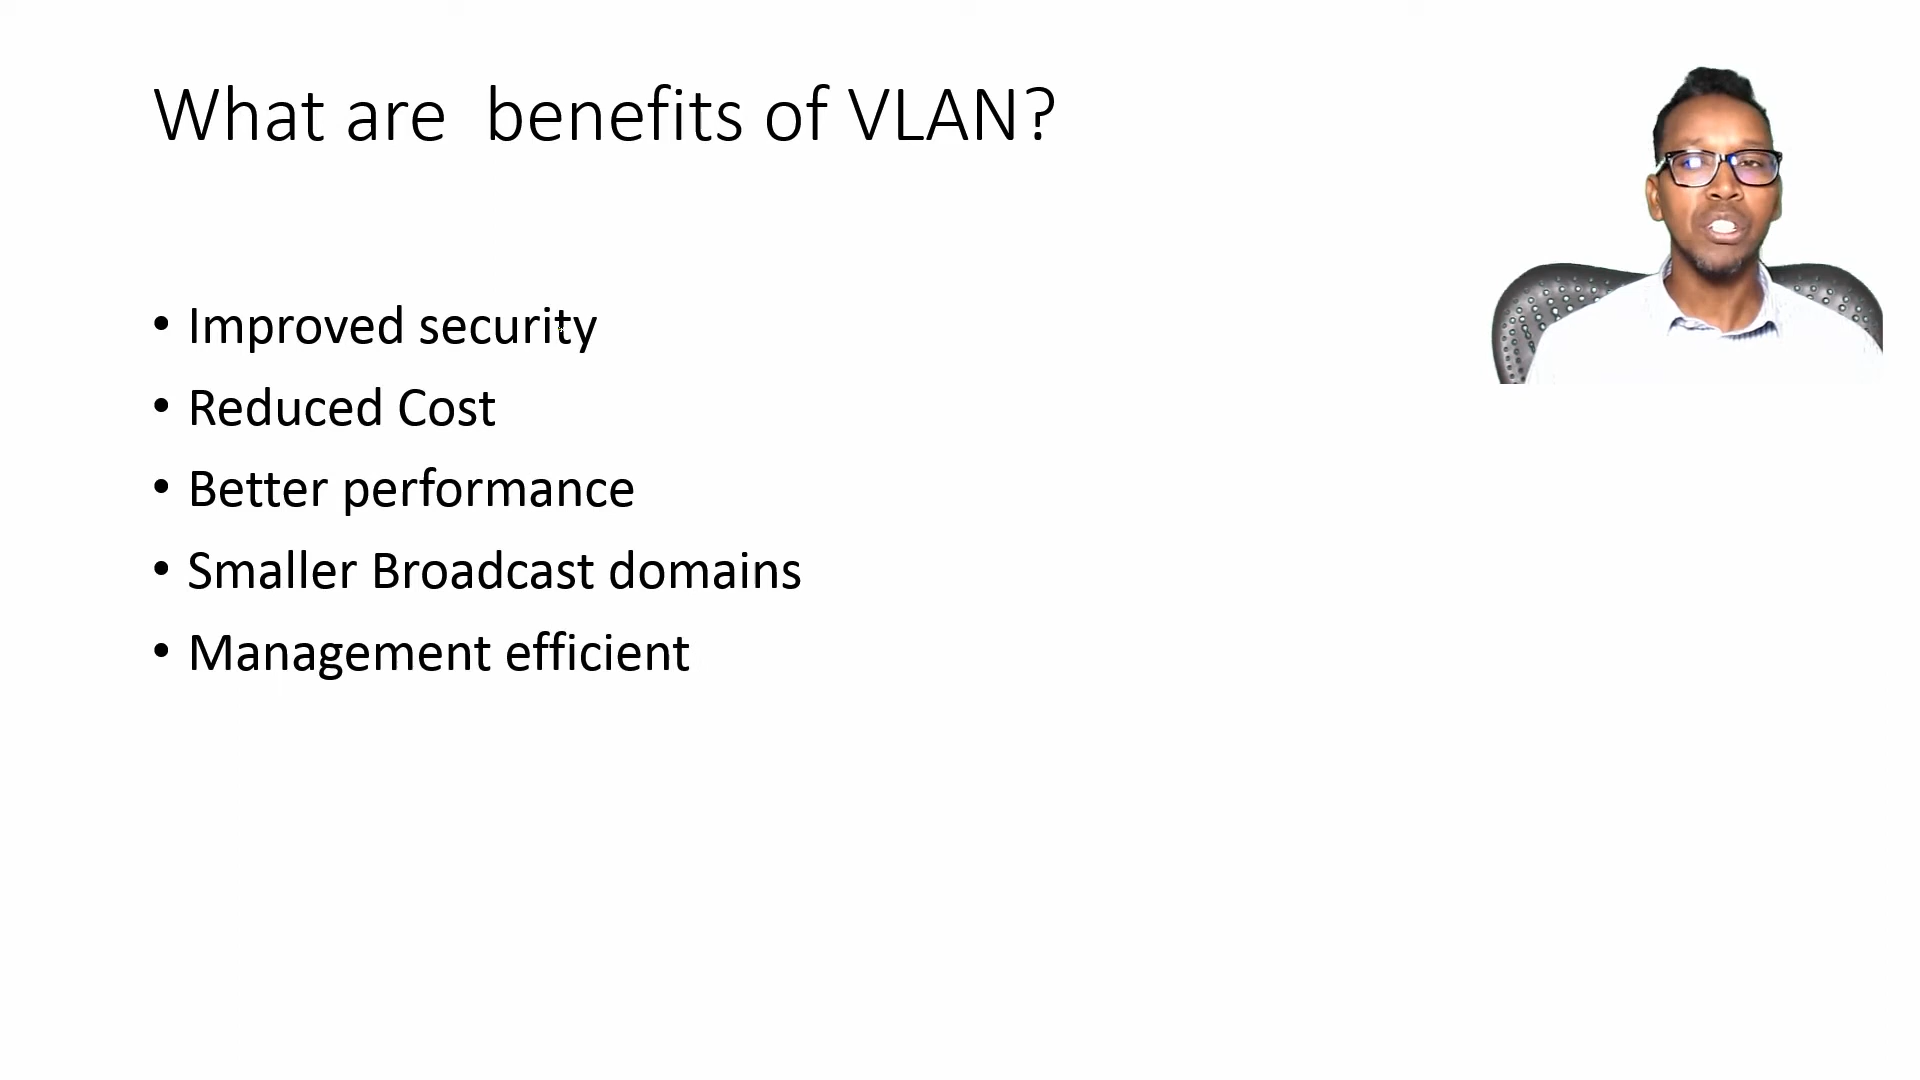 What are  benefits of VLAN?
• Improved security
• Reduced Cost
• Better performance
• Smaller Broadcast domains
• Management efficient